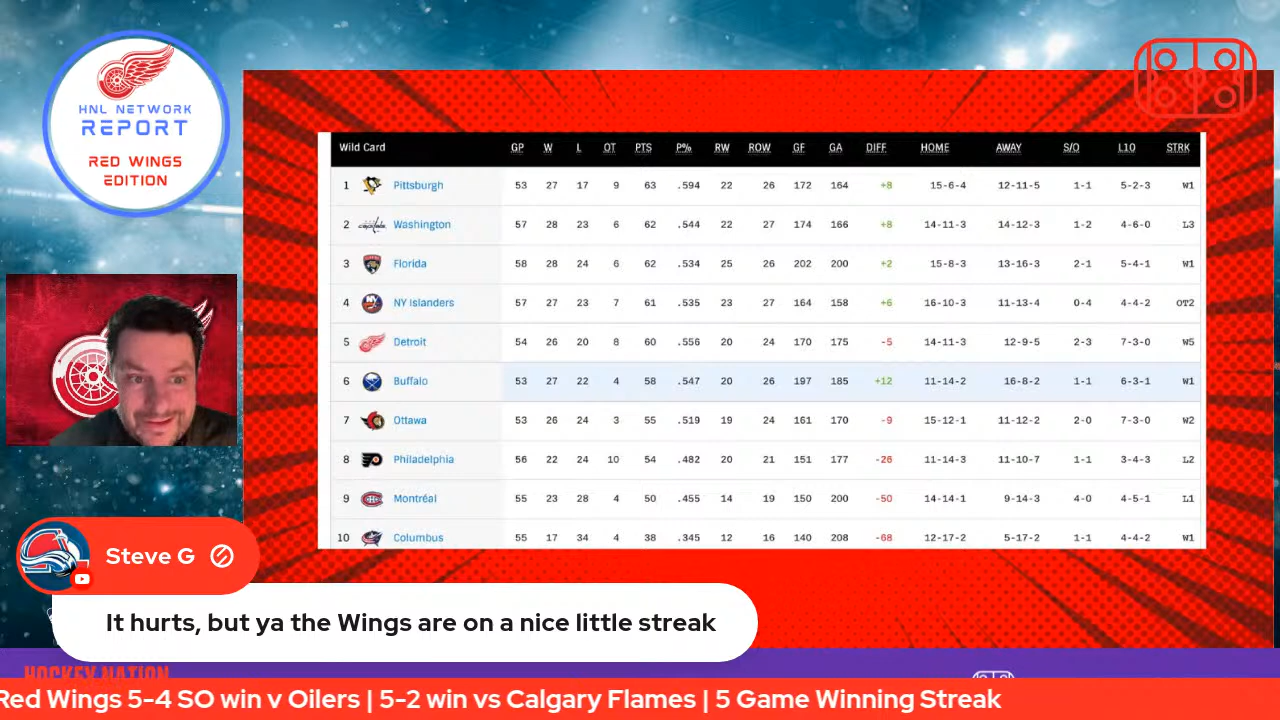 HNL NETWORK
REPORT
RED WINGS
EDITION
Wild Card GP W L OT PTS P% RW ROW GF GA DIFF HOME AWAY S/O L10 STRK
1 Pittsburgh 53 27 17 9 63 .594 22 26 172 164 +8 15-6-4 12-11-5 1-1 5-2-3 W1
2 Washington 57 28 23 6 62 .544 22 27 174 166 +8 14-11-3 14-12-3 1-2 4-6-0 L3
3 Florida 58 28 24 6 62 .534 25 26 202 200 +2 15-8-3 13-16-3 2-1 5-4-1 W1
4 NY Islanders 57 27 23 7 61 .535 23 27 164 158 +6 16-10-3 11-13-4 0-4 4-4-2 OT2
5 Detroit 54 26 20 8 60 .556 20 24 170 175 -5 14-11-3 12-9-5 2-3 7-3-0 W5
6 Buffalo 53 27 22 4 58 .547 20 26 197 185 +12 11-14-2 16-8-2 1-1 6-3-1 W1
7 Ottawa 53 26 24 3 55 .519 19 24 161 170 -9 15-12-1 11-12-2 2-0 7-3-0 W2
8 Philadelphia 56 22 24 10 54 .482 20 21 151 177 -26 11-14-3 11-10-7 1-1 3-4-3 L2
9 Montréal 55 23 28 4 50 .455 14 19 150 200 -50 14-14-1 9-14-3 4-0 4-5-1 L1
10 Columbus 55 17 34 4 38 .345 12 16 140 208 -68 12-17-2 5-17-2 1-1 4-4-2 W1
Steve G
It hurts, but ya the Wings are on a nice little streak
HOCKEY NATION
Red Wings 5-4 SO win v Oilers | 5-2 win vs Calgary Flames | 5 Game Winning Streak